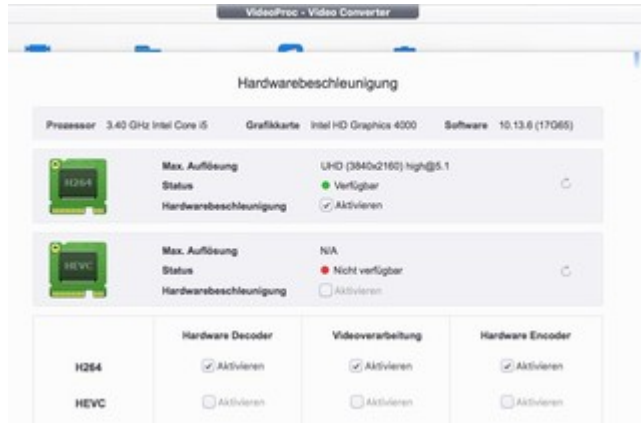 VideoProc - Video Converter
Hardwarebeschleunigung
Prozessor 3.40 GHz Intel Core i5 Grafikkarte Intel HD Graphics 4000 Software 10.13.6 (17G65)
H264
Max. Auflösung UHD (3840x2160) high@5.1
Status Verfügbar
Hardwarebeschleunigung Aktivieren
HEVC
Max. Auflösung N/A
Status Nicht verfügbar
Hardwarebeschleunigung Aktivieren
Hardware Decoder Videoverarbeitung Hardware Encoder
H264 Aktivieren Aktivieren Aktivieren
HEVC Aktivieren Aktivieren Aktivieren